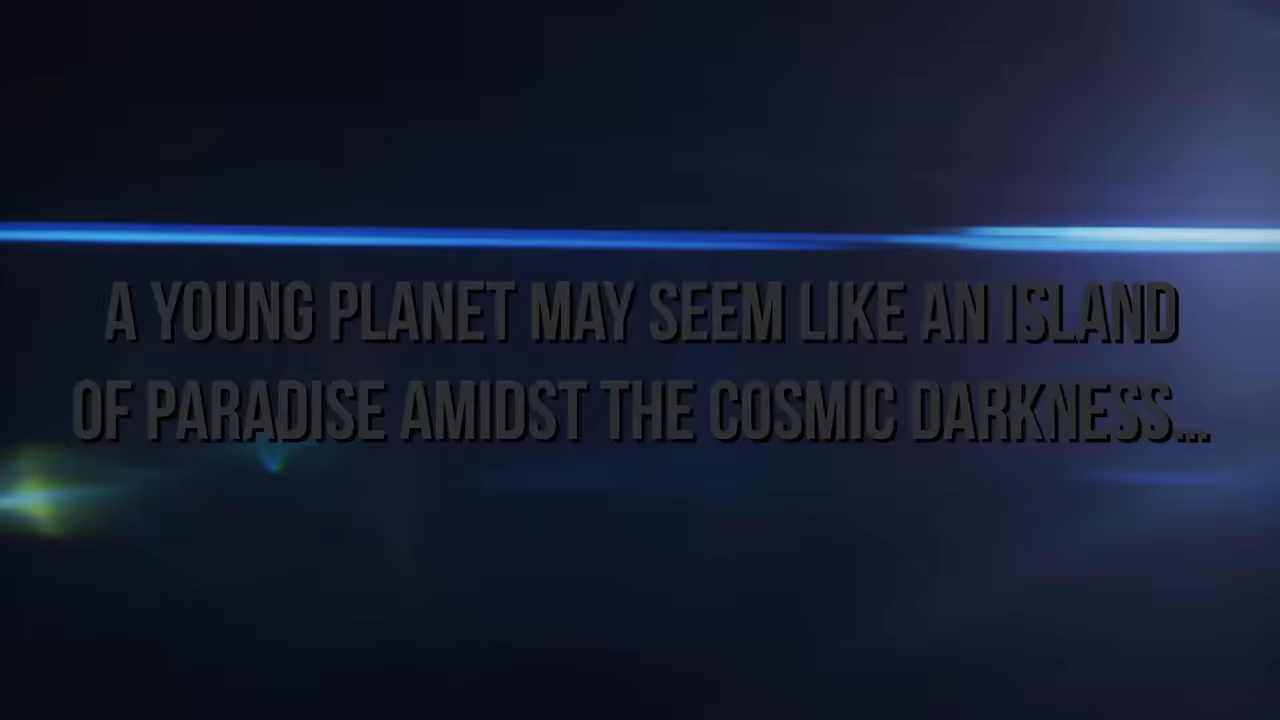 A YOUNG PLANET MAY SEEM LIKE AN ISLAND
OF PARADISE AMIDST THE COSMIC DARKNESS...